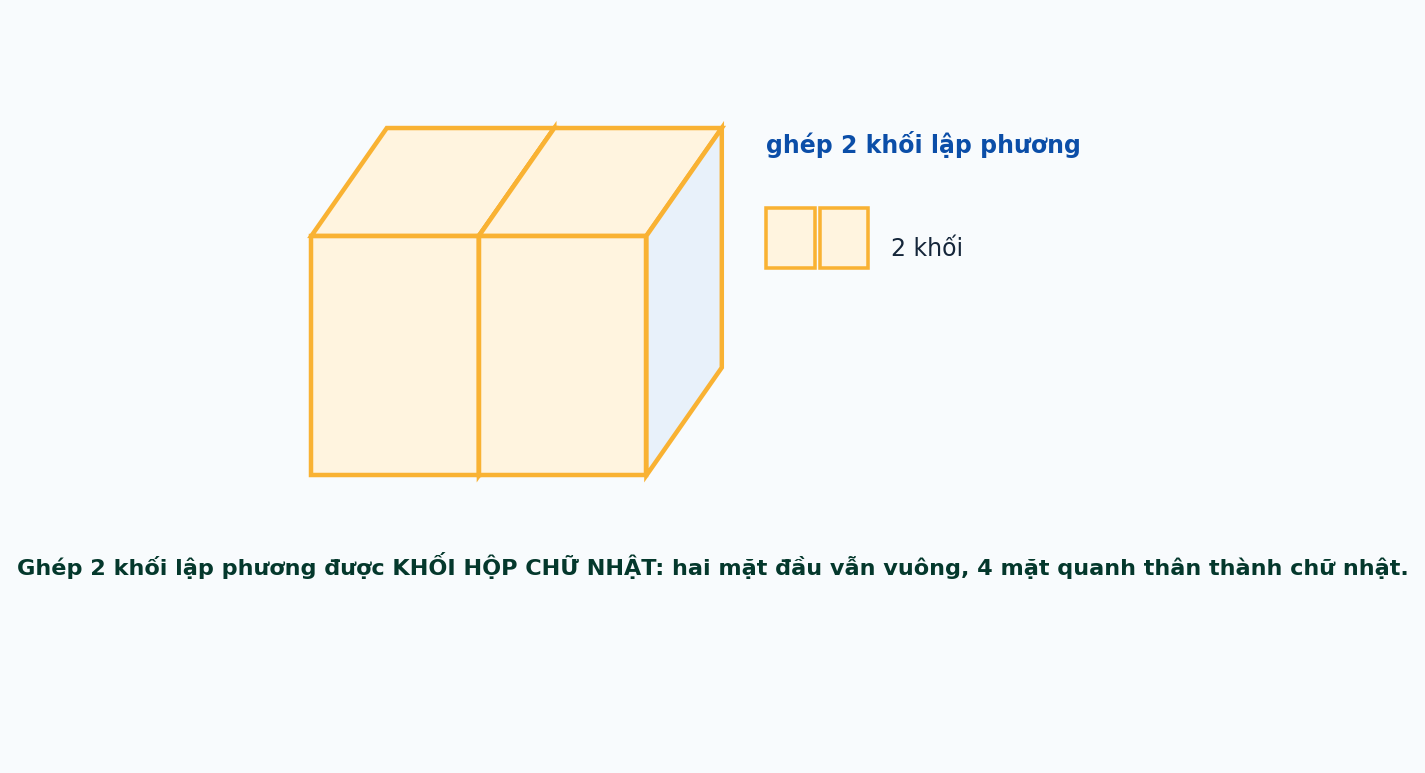 ghép 2 khối lập phương
2 khối
Ghép 2 khối lập phương được KHỐI HỘP CHỮ NHẬT: hai mặt đầu vẫn vuông, 4 mặt quanh thân thành chữ nhật.